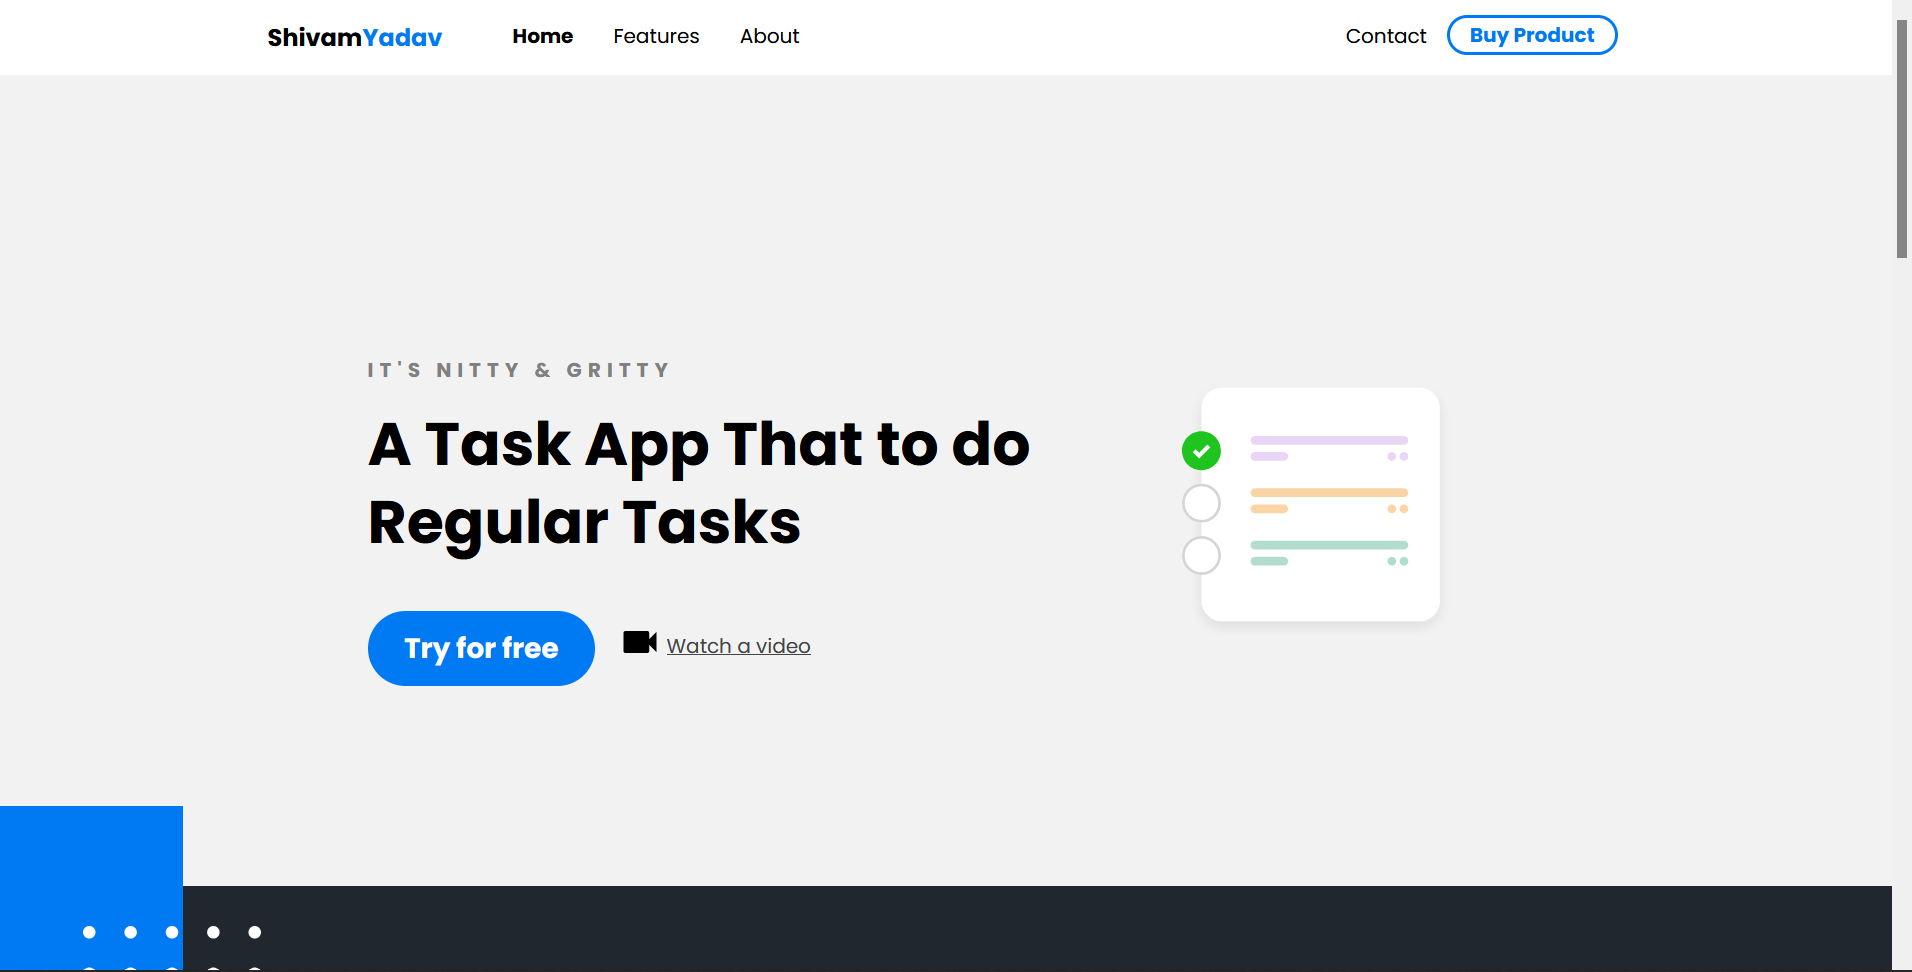 ShivamYadav Home Features About Contact Buy Product
IT'S NITTY & GRITTY
A Task App That to do
Regular Tasks
Try for free Watch a video